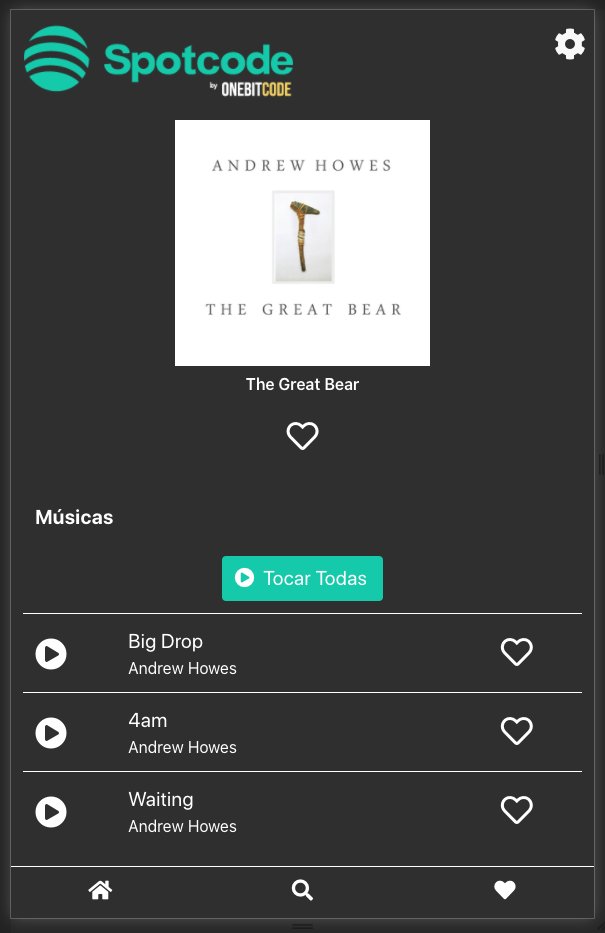 Spotcode
by ONEBITCODE
ANDREW HOWES
THE GREAT BEAR
The Great Bear
Músicas
Tocar Todas
Big Drop
Andrew Howes
4am
Andrew Howes
Waiting
Andrew Howes